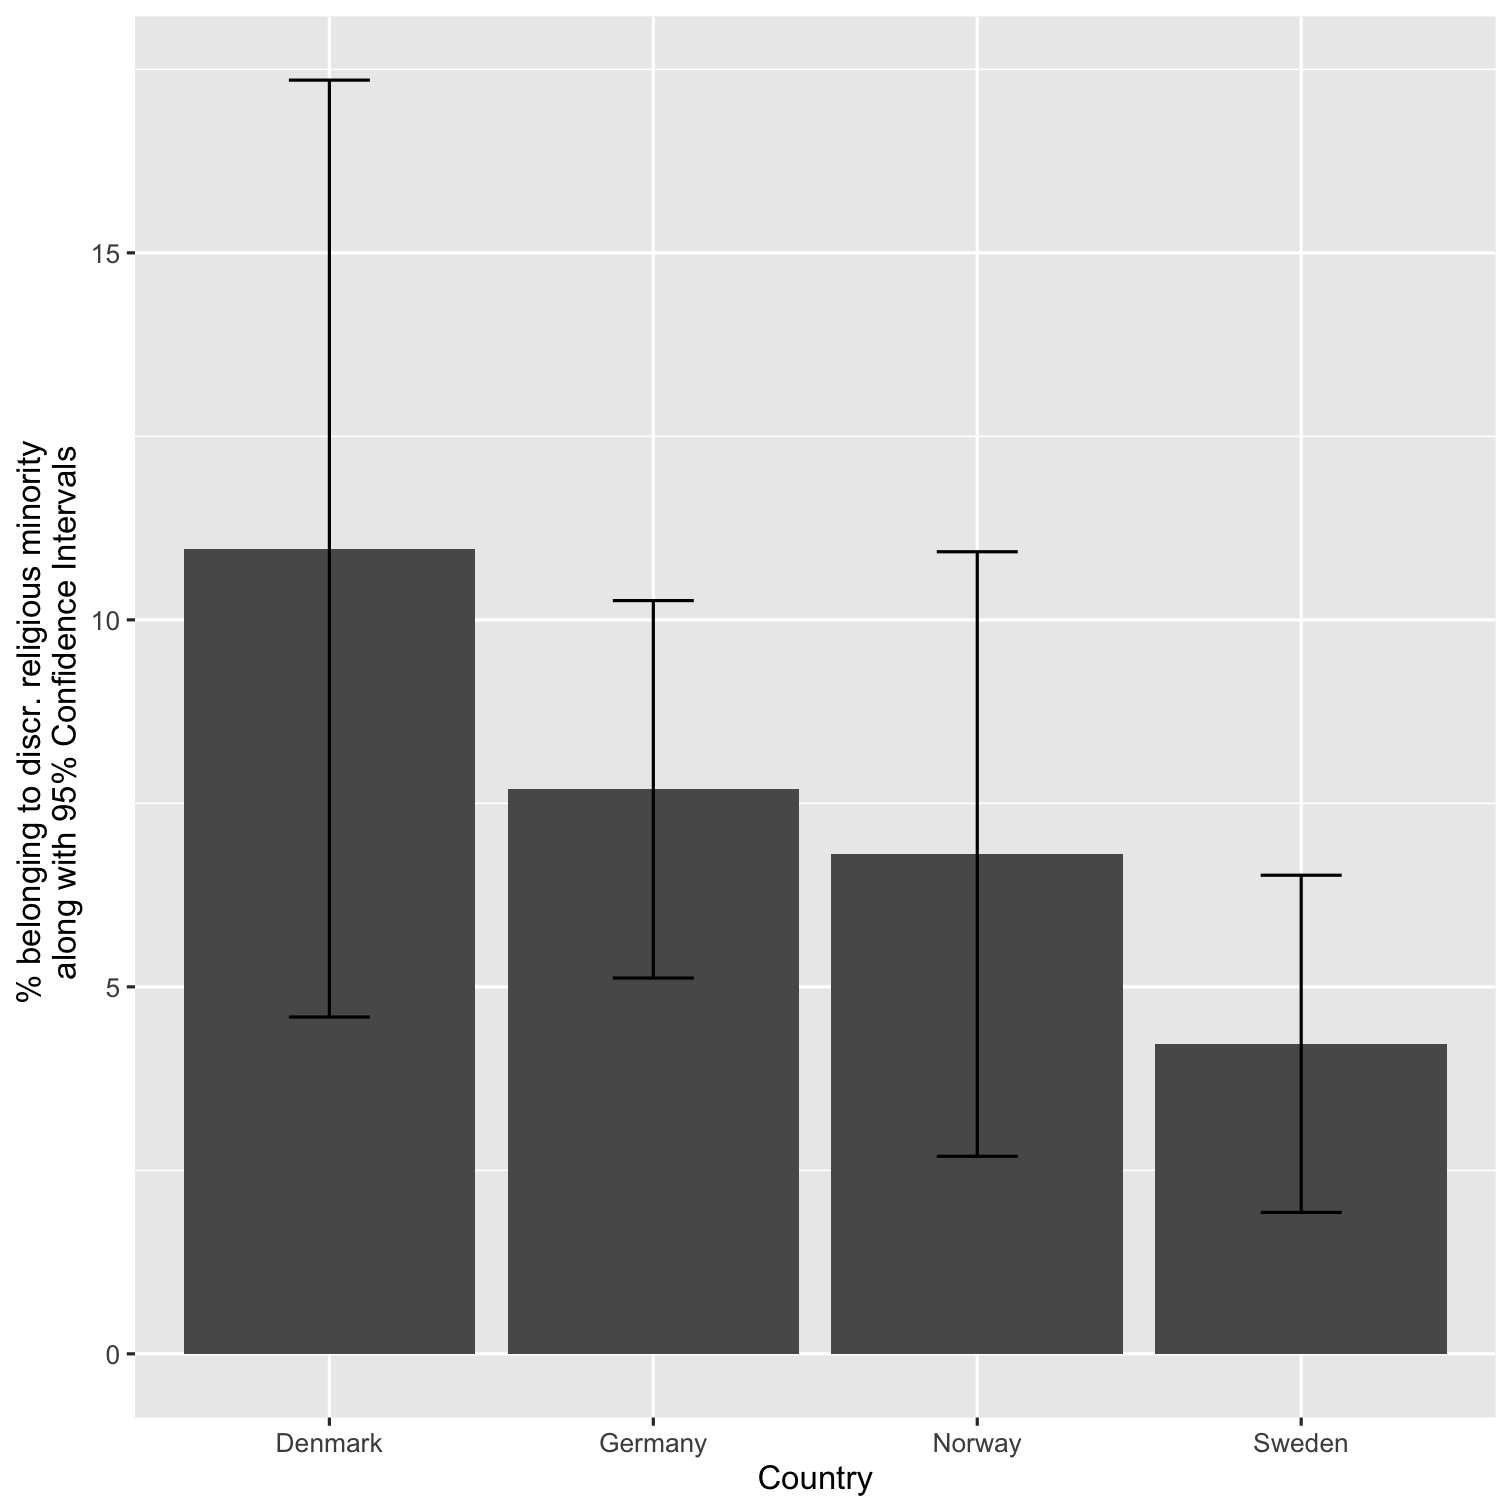 % belonging to discr. religious minority
along with 95% Confidence Intervals
15
10
5
0
Denmark Germany Norway Sweden
Country